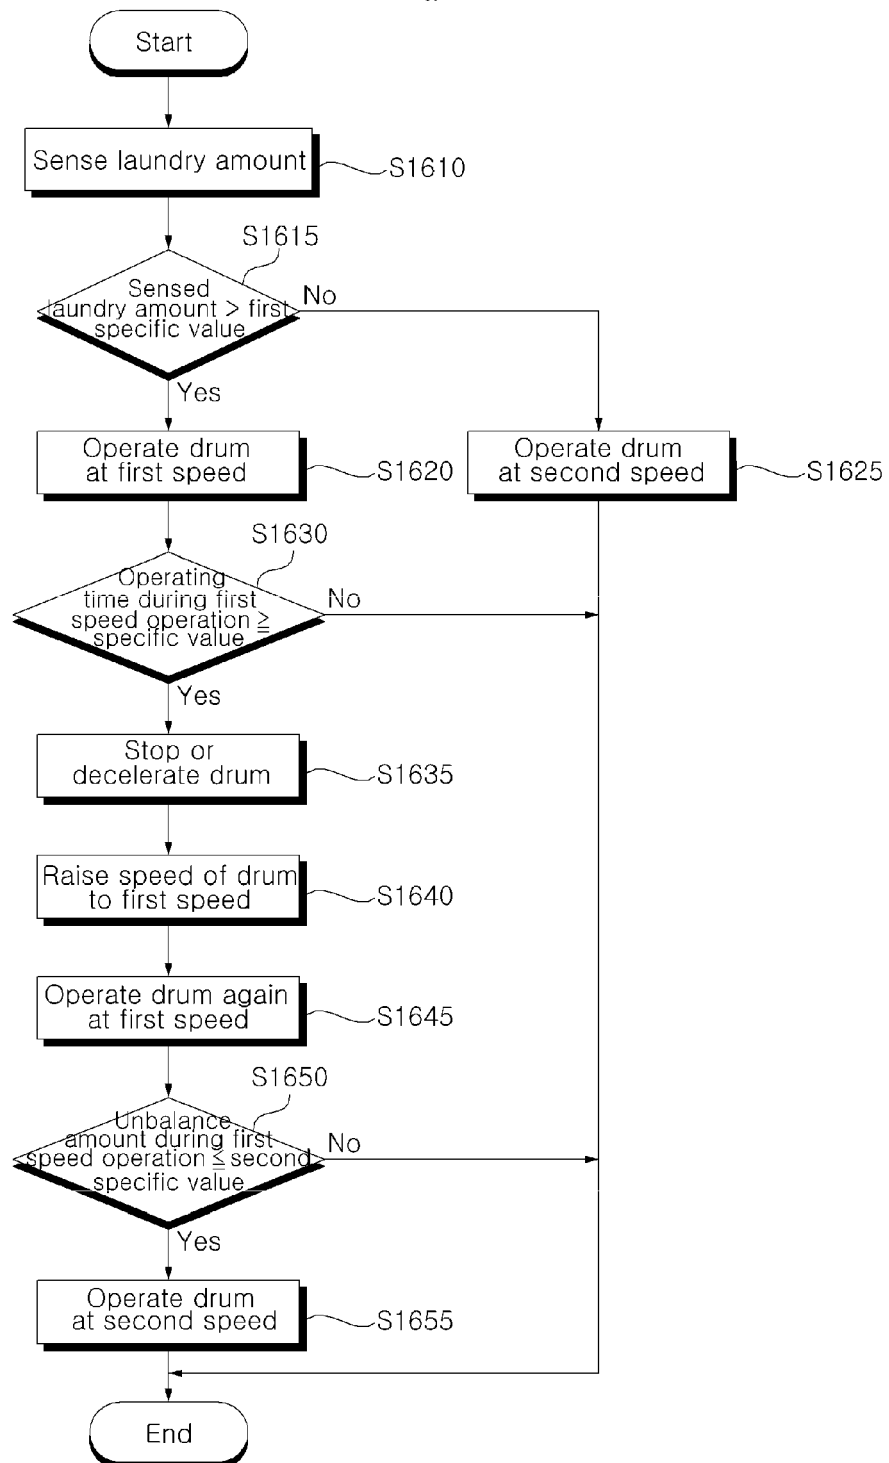 Start
Sense laundry amount
S1610
S1615
Sensed
laundry amount > first
specific value
No
Yes
Operate drum
at first speed
S1620
Operate drum
at second speed
S1625
S1630
Operating
time during first
speed operation ≧
specific value
No
Yes
Stop or
decelerate drum
S1635
Raise speed of drum
to first speed
S1640
Operate drum again
at first speed
S1645
S1650
Unbalance
amount during first
speed operation ≦ second
specific value
No
Yes
Operate drum
at second speed
S1655
End